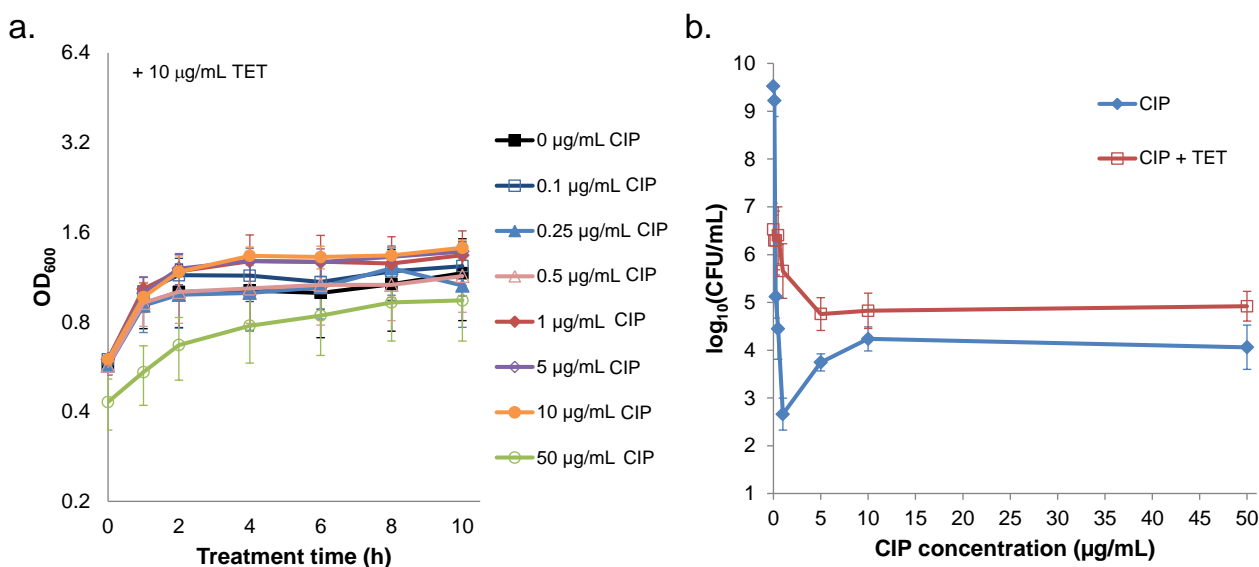 a.
+ 10 μg/mL TET
OD600
6.4
3.2
1.6
0.8
0.4
0.2
0 2 4 6 8 10
Treatment time (h)
0 μg/mL CIP
0.1 μg/mL CIP
0.25 μg/mL CIP
0.5 μg/mL CIP
1 μg/mL CIP
5 μg/mL CIP
10 μg/mL CIP
50 μg/mL CIP
b.
log10(CFU/mL)
10
9
8
7
6
5
4
3
2
1
0 5 10 15 20 25 30 35 40 45 50
CIP concentration (μg/mL)
CIP
CIP + TET